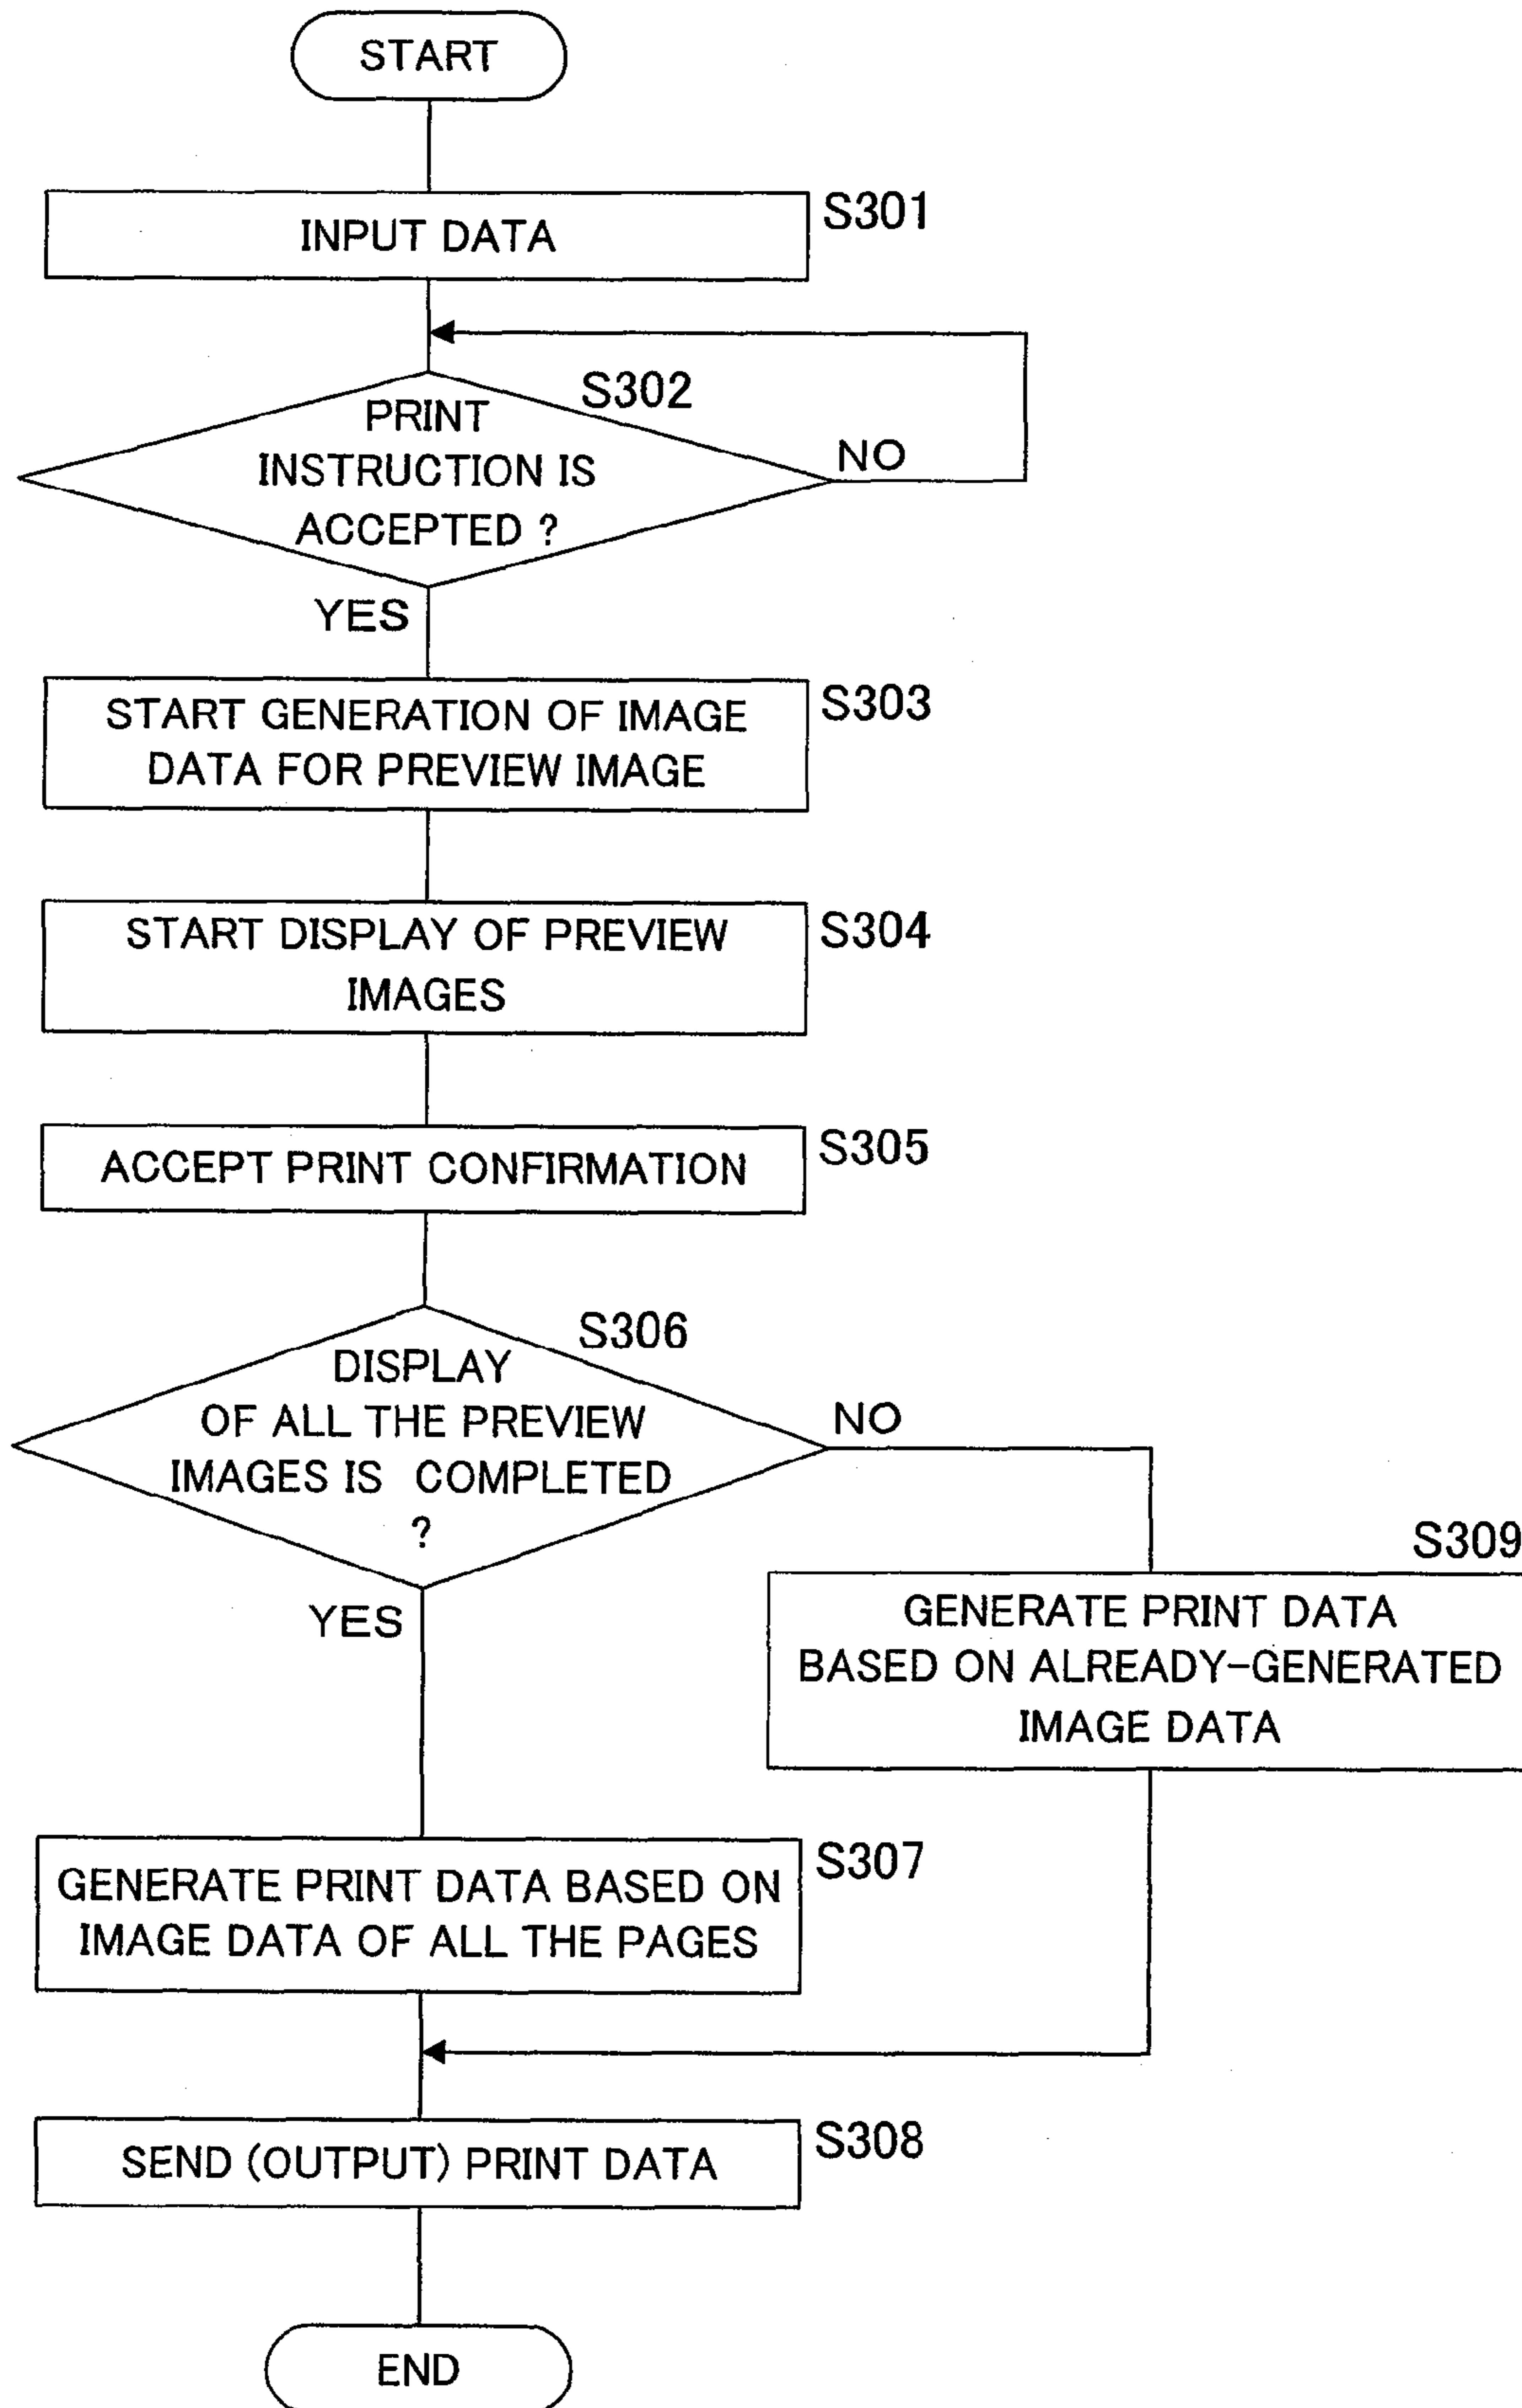 START
INPUT DATA
S301
S302
PRINT
INSTRUCTION IS
ACCEPTED ?
NO
YES
START GENERATION OF IMAGE
DATA FOR PREVIEW IMAGE
S303
START DISPLAY OF PREVIEW
IMAGES
S304
ACCEPT PRINT CONFIRMATION
S305
S306
DISPLAY
OF ALL THE PREVIEW
IMAGES IS COMPLETED
?
NO
YES
S309
GENERATE PRINT DATA
BASED ON ALREADY-GENERATED
IMAGE DATA
GENERATE PRINT DATA BASED ON
IMAGE DATA OF ALL THE PAGES
S307
SEND (OUTPUT) PRINT DATA
S308
END